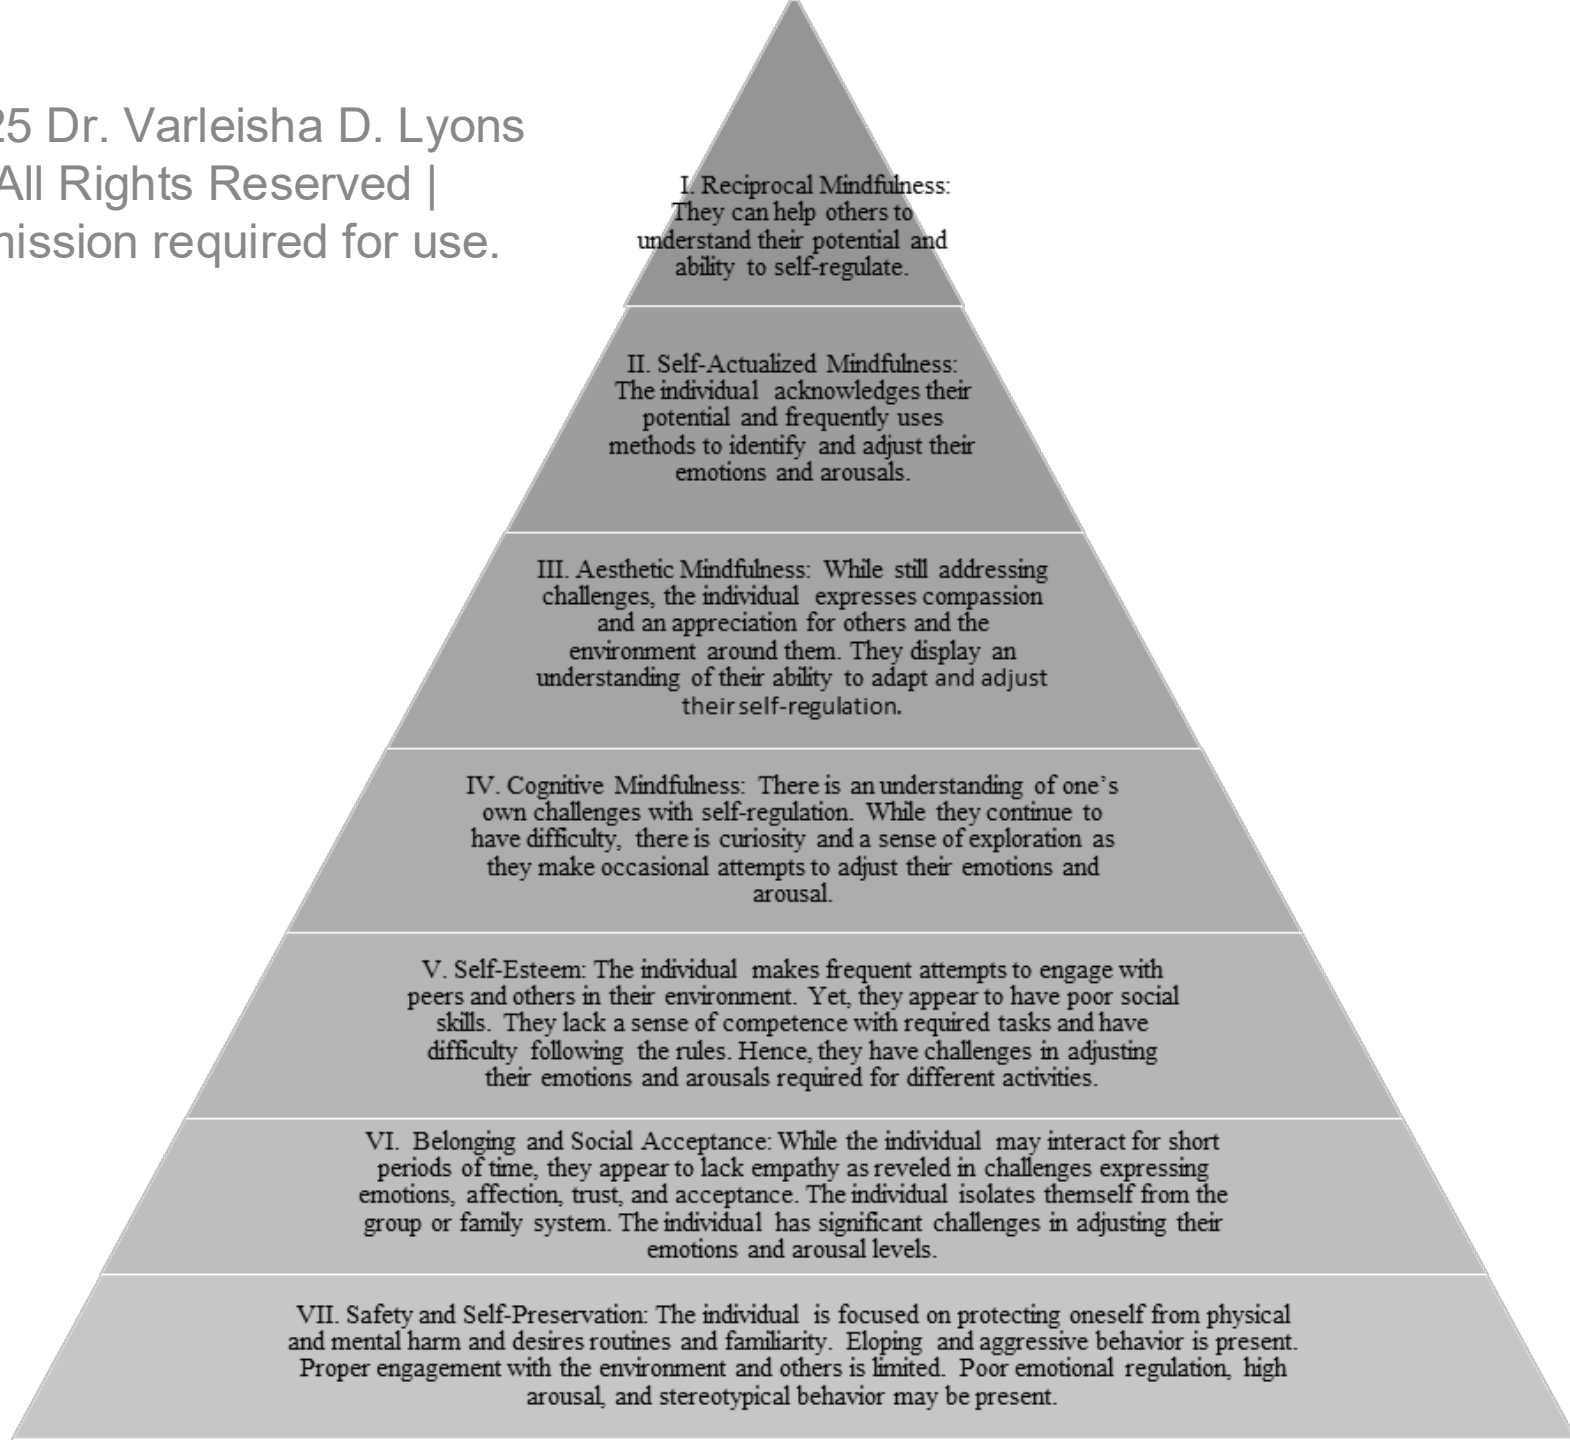 25 Dr. Varleisha D. Lyons
All Rights Reserved |
mission required for use.
I. Reciprocal Mindfulness:
They can help others to
understand their potential and
ability to self-regulate.
II. Self-Actualized Mindfulness:
The individual acknowledges their
potential and frequently uses
methods to identify and adjust their
emotions and arousals.
III. Aesthetic Mindfulness: While still addressing
challenges, the individual expresses compassion
and an appreciation for others and the
environment around them. They display an
understanding of their ability to adapt and adjust
their self-regulation.
IV. Cognitive Mindfulness: There is an understanding of one’s
own challenges with self-regulation. While they continue to
have difficulty, there is curiosity and a sense of exploration as
they make occasional attempts to adjust their emotions and
arousal.
V. Self-Esteem: The individual makes frequent attempts to engage with
peers and others in their environment. Yet, they appear to have poor social
skills. They lack a sense of competence with required tasks and have
difficulty following the rules. Hence, they have challenges in adjusting
their emotions and arousals required for different activities.
VI. Belonging and Social Acceptance: While the individual may interact for short
periods of time, they appear to lack empathy as reveled in challenges expressing
emotions, affection, trust, and acceptance. The individual isolates themself from the
group or family system. The individual has significant challenges in adjusting their
emotions and arousal levels.
VII. Safety and Self-Preservation: The individual is focused on protecting oneself from physical
and mental harm and desires routines and familiarity. Eloping and aggressive behavior is present.
Proper engagement with the environment and others is limited. Poor emotional regulation, high
arousal, and stereotypical behavior may be present.